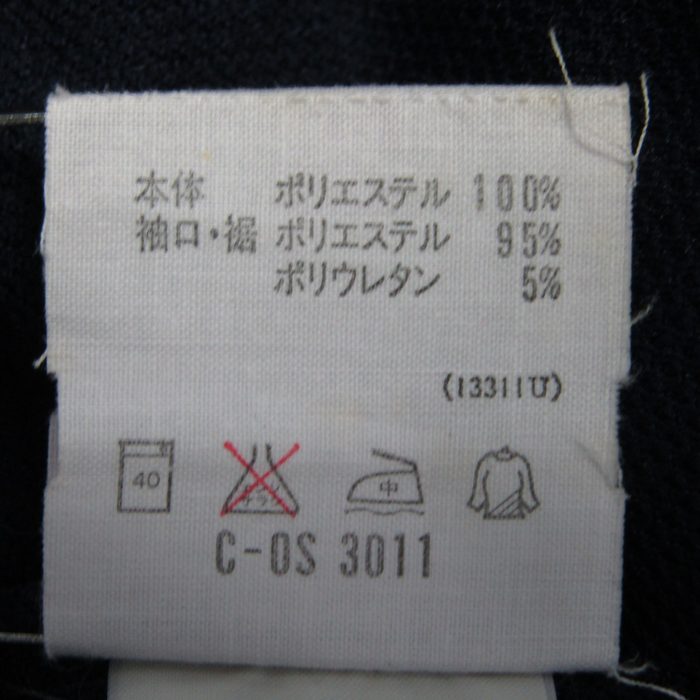 本体 ポリエステル 100%
袖口・裾 ポリエステル 95%
ポリウレタン 5%
(13311U)
40 中
C-OS 3011